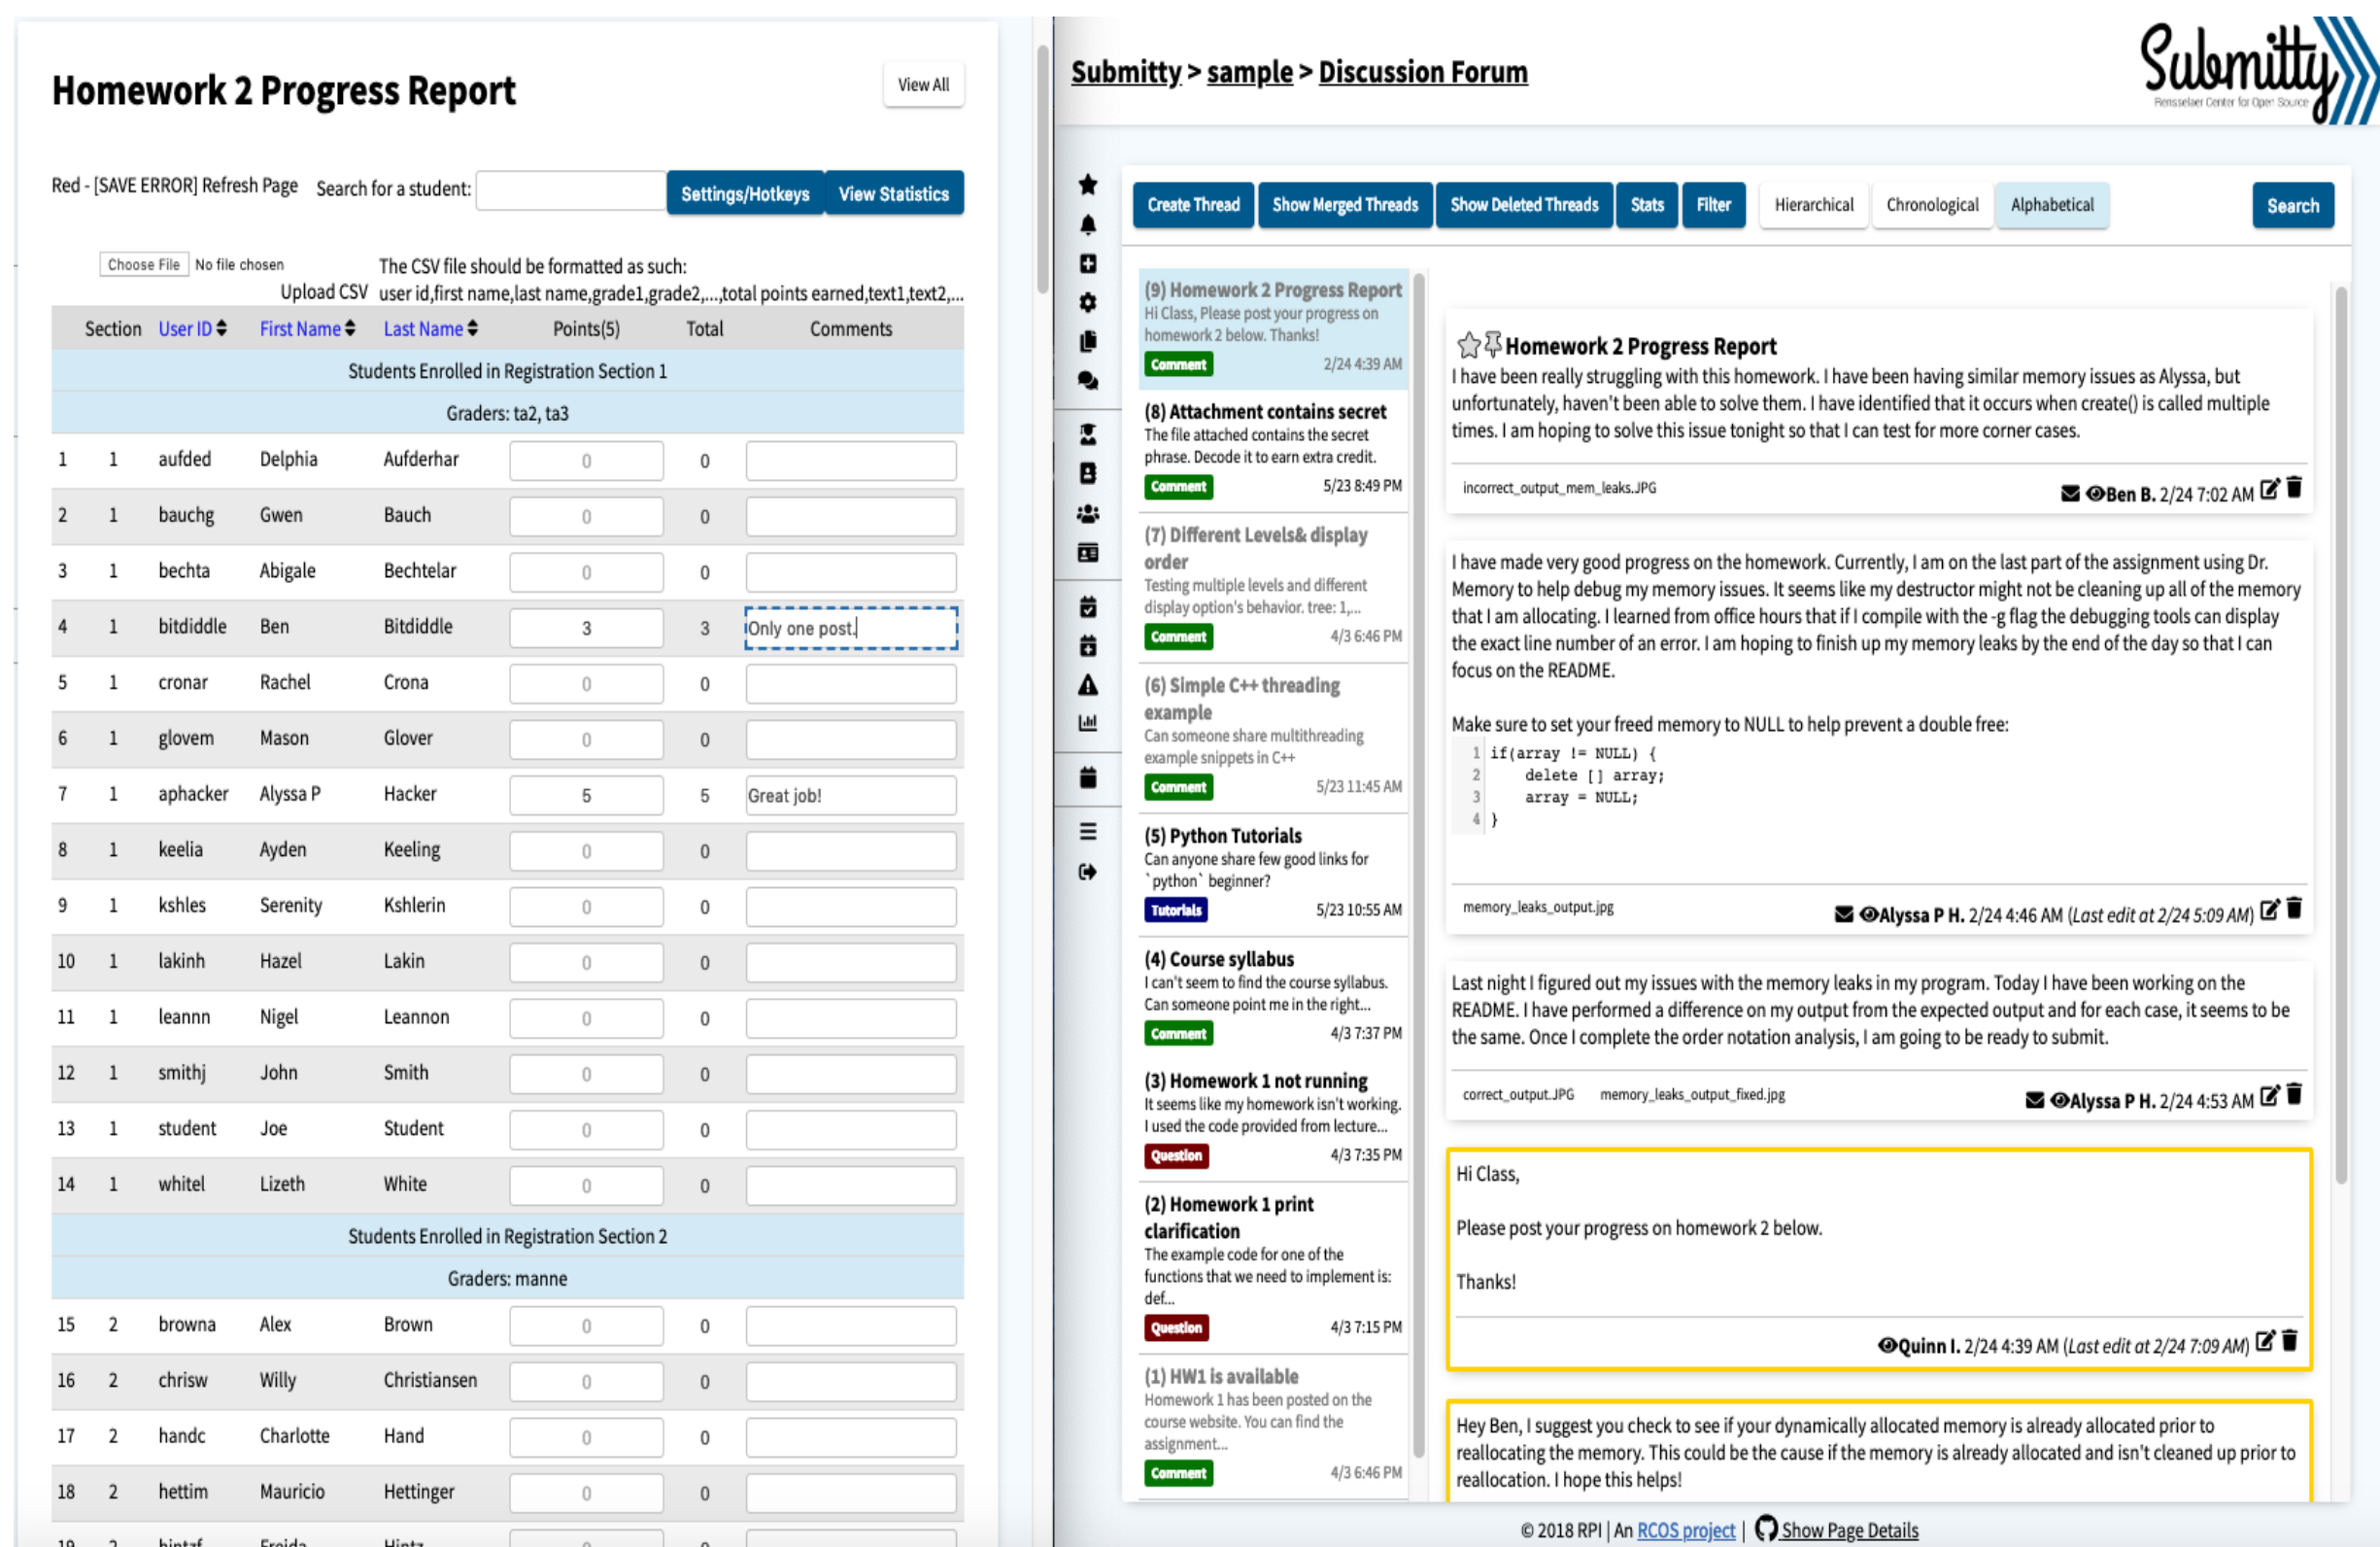 Homework 2 Progress Report
View All
Red - [SAVE ERROR] Refresh Page Search for a student: Settings/Hotkeys View Statistics
Choose File No file chosen The CSV file should be formatted as such:
Upload CSV user id,first name,last name,grade1,grade2,...,total points earned,text1,text2,...
Section User ID First Name Last Name Points(5) Total Comments
Students Enrolled in Registration Section 1
Graders: ta2, ta3
1 1 aufded Delphia Aufderhar 0 0
2 1 bauchg Gwen Bauch 0 0
3 1 bechta Abigale Bechtelar 0 0
4 1 bitdiddle Ben Bitdiddle 3 3 Only one post.
5 1 cronar Rachel Crona 0 0
6 1 glovem Mason Glover 0 0
7 1 aphacker Alyssa P Hacker 5 5 Great job!
8 1 keelia Ayden Keeling 0 0
9 1 kshles Serenity Kshlerin 0 0
10 1 lakinh Hazel Lakin 0 0
11 1 leannn Nigel Leannon 0 0
12 1 smithj John Smith 0 0
13 1 student Joe Student 0 0
14 1 whitel Lizeth White 0 0
Students Enrolled in Registration Section 2
Graders: manne
15 2 browna Alex Brown 0 0
16 2 chrisw Willy Christiansen 0 0
17 2 handc Charlotte Hand 0 0
18 2 hettim Mauricio Hettinger 0 0
Submitty > sample > Discussion Forum
Submitty
Rensselaer Center for Open Source
Create Thread Show Merged Threads Show Deleted Threads Stats Filter Hierarchical Chronological Alphabetical Search
(9) Homework 2 Progress Report
Hi Class, Please post your progress on
homework 2 below. Thanks!
Comment 2/24 4:39 AM
(8) Attachment contains secret
The file attached contains the secret
phrase. Decode it to earn extra credit.
Comment 5/23 8:49 PM
(7) Different Levels& display
order
Testing multiple levels and different
display option's behavior. tree: 1,...
Comment 4/3 6:46 PM
(6) Simple C++ threading
example
Can someone share multithreading
example snippets in C++
Comment 5/23 11:45 AM
(5) Python Tutorials
Can anyone share few good links for
`python` beginner?
Tutorials 5/23 10:55 AM
(4) Course syllabus
I can't seem to find the course syllabus.
Can someone point me in the right...
Comment 4/3 7:37 PM
(3) Homework 1 not running
It seems like my homework isn't working.
I used the code provided from lecture...
Question 4/3 7:35 PM
(2) Homework 1 print
clarification
The example code for one of the
functions that we need to implement is:
def...
Question 4/3 7:15 PM
(1) HW1 is available
Homework 1 has been posted on the
course website. You can find the
assignment...
Comment 4/3 6:46 PM
Homework 2 Progress Report
I have been really struggling with this homework. I have been having similar memory issues as Alyssa, but
unfortunately, haven't been able to solve them. I have identified that it occurs when create() is called multiple
times. I am hoping to solve this issue tonight so that I can test for more corner cases.
incorrect_output_mem_leaks.JPG
Ben B. 2/24 7:02 AM
I have made very good progress on the homework. Currently, I am on the last part of the assignment using Dr.
Memory to help debug my memory issues. It seems like my destructor might not be cleaning up all of the memory
that I am allocating. I learned from office hours that if I compile with the -g flag the debugging tools can display
the exact line number of an error. I am hoping to finish up my memory leaks by the end of the day so that I can
focus on the README.
Make sure to set your freed memory to NULL to help prevent a double free:
1 if(array != NULL) {
2 delete [] array;
3 array = NULL;
4 }
memory_leaks_output.jpg
Alyssa P H. 2/24 4:46 AM (Last edit at 2/24 5:09 AM)
Last night I figured out my issues with the memory leaks in my program. Today I have been working on the
README. I have performed a difference on my output from the expected output and for each case, it seems to be
the same. Once I complete the order notation analysis, I am going to be ready to submit.
correct_output.JPG memory_leaks_output_fixed.jpg
Alyssa P H. 2/24 4:53 AM
Hi Class,
Please post your progress on homework 2 below.
Thanks!
Quinn I. 2/24 4:39 AM (Last edit at 2/24 7:09 AM)
Hey Ben, I suggest you check to see if your dynamically allocated memory is already allocated prior to
reallocating the memory. This could be the cause if the memory is already allocated and isn't cleaned up prior to
reallocation. I hope this helps!
© 2018 RPI | An RCOS project | Show Page Details